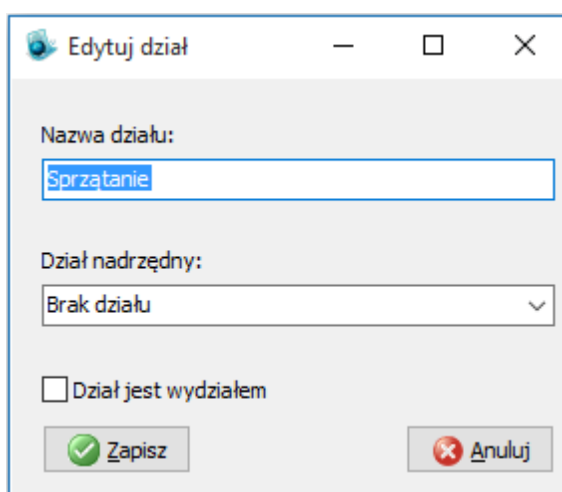 Edytuj dział
Nazwa działu:
Sprzątanie
Dział nadrzędny:
Brak działu
Dział jest wydziałem
Zapisz
Anuluj